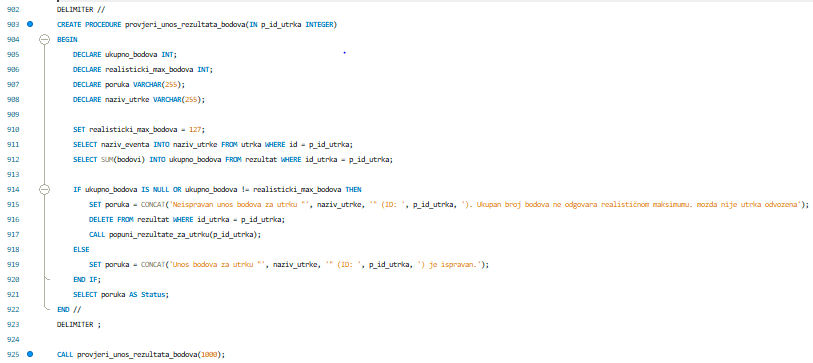 902 DELIMITER //
903 CREATE PROCEDURE provjeri_unos_rezultata_bodova(IN p_id_utrka INTEGER)
904 BEGIN
905 DECLARE ukupno_bodova INT;
906 DECLARE realisticki_max_bodova INT;
907 DECLARE poruka VARCHAR(255);
908 DECLARE naziv_utrke VARCHAR(255);
909
910 SET realisticki_max_bodova = 127;
911 SELECT naziv_eventa INTO naziv_utrke FROM utrka WHERE id = p_id_utrka;
912 SELECT SUM(bodovi) INTO ukupno_bodova FROM rezultat WHERE id_utrka = p_id_utrka;
913
914 IF ukupno_bodova IS NULL OR ukupno_bodova != realisticki_max_bodova THEN
915 SET poruka = CONCAT('Neispravan unos bodova za utrku "', naziv_utrke, '" (ID: ', p_id_utrka, '). Ukupan broj bodova ne odgovara realističnom maksimumu. mozda nije utrka odvozena');
916 DELETE FROM rezultat WHERE id_utrka = p_id_utrka;
917 CALL popuni_rezultate_za_utrku(p_id_utrka);
918 ELSE
919 SET poruka = CONCAT('Unos bodova za utrku "', naziv_utrke, '" (ID: ', p_id_utrka, ') je ispravan.');
920 END IF;
921 SELECT poruka AS Status;
922 END //
923 DELIMITER ;
924
925 CALL provjeri_unos_rezultata_bodova(1000);